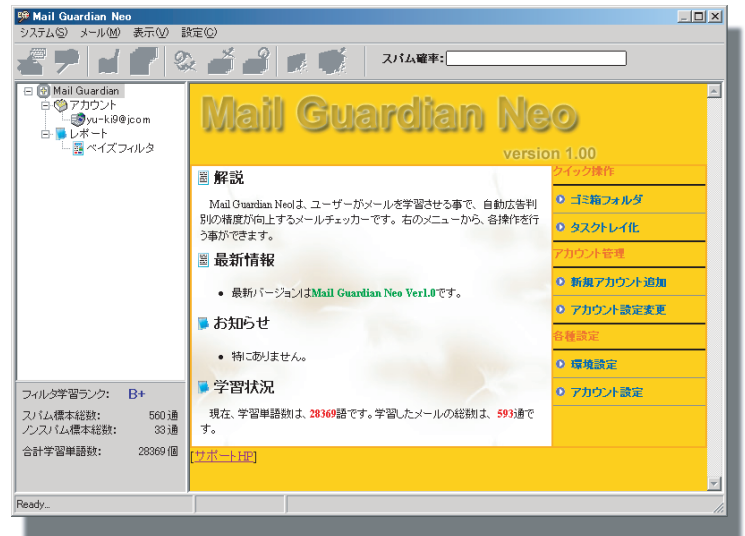 Mail Guardian Neo
システム(S) メール(M) 表示(V) 設定(C)
スパム確率:
Mail Guardian
アカウント
yu-ki9@jcom
レポート
ベイズフィルタ
フィルタ学習ランク: B+
スパム標本総数: 560通
ノンスパム標本総数: 33通
合計学習単語数: 28369個
Mail Guardian Neo
version 1.00
解説
Mail Guardian Neoは、ユーザーがメールを学習させる事で、自動広告判
別の精度が向上するメールチェッカーです。右のメニューから、各操作を行
う事ができます。
最新情報
• 最新バージョンはMail Guardian Neo Ver1.0です。
お知らせ
• 特にありません。
学習状況
現在、学習単語数は、28369語です。学習したメールの総数は、593通で
す。
[サポートHP]
クイック操作
ゴミ箱フォルダ
タスクトレイ化
アカウント管理
新規アカウント追加
アカウント設定変更
各種設定
環境設定
アカウント設定
Ready...